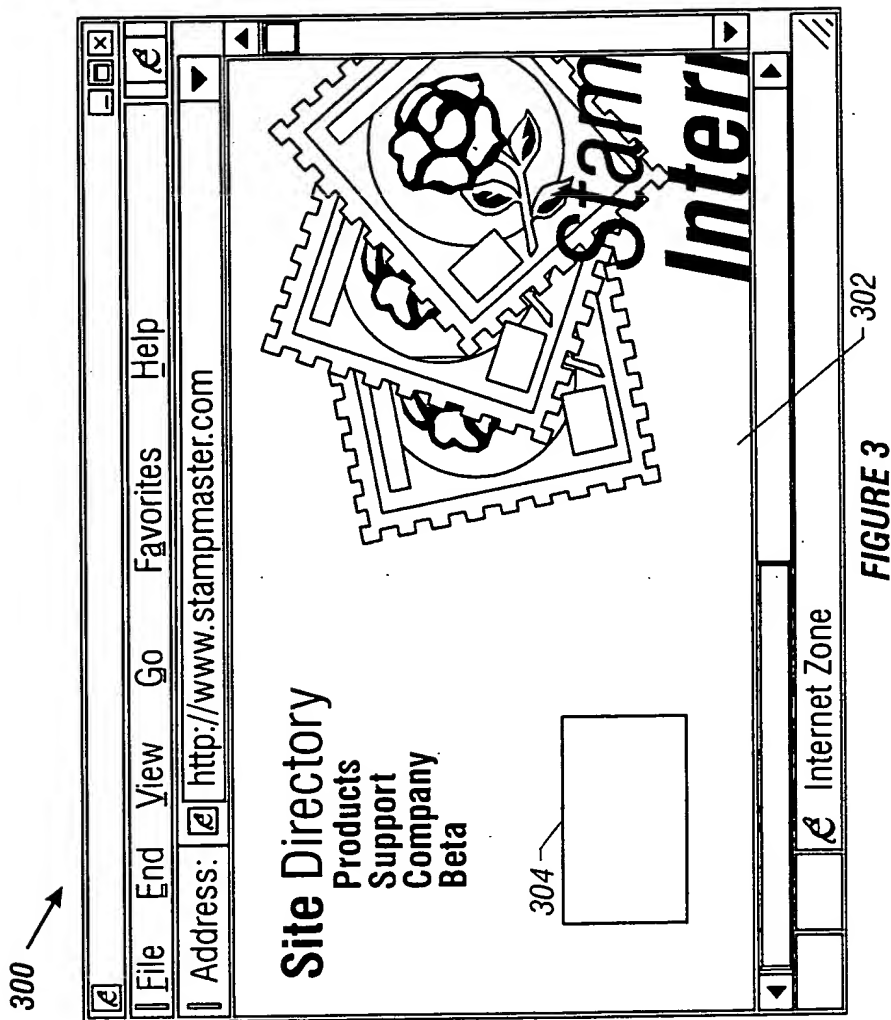 300
File End View Go Favorites Help
Address: http://www.stampmaster.com
Site Directory
Products
Support
Company
Beta
304
Stam
Intern
302
Internet Zone
FIGURE 3